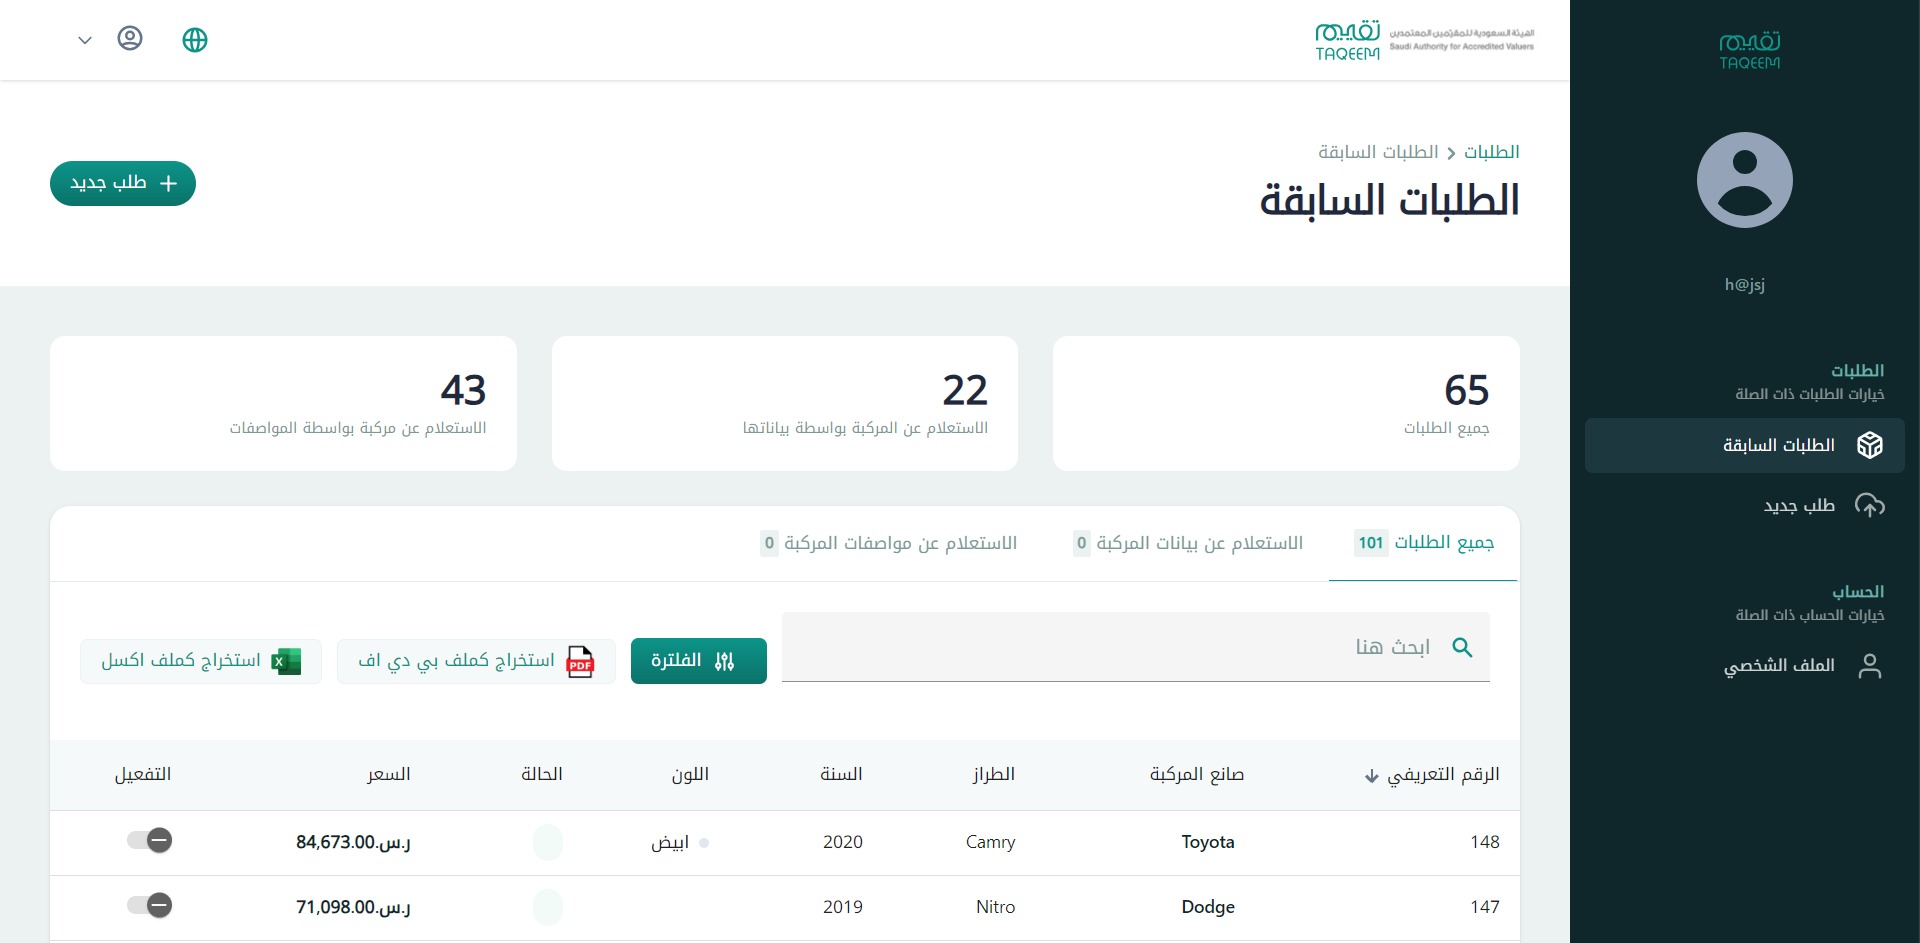 تقييم
TAQEEM
الهيئة السعودية للمقيّمين المعتمدين
Saudi Authority for Accredited Valuers
تقييم
TAQEEM
h@jsj
الطلبات
خيارات الطلبات ذات الصلة
الطلبات السابقة
طلب جديد
الحساب
خيارات الحساب ذات الصلة
الملف الشخصي
الطلبات
الطلبات السابقة
الطلبات السابقة
طلب جديد
65
جميع الطلبات
22
الاستعلام عن المركبة بواسطة بياناتها
43
الاستعلام عن مركبة بواسطة المواصفات
جميع الطلبات 101
الاستعلام عن بيانات المركبة 0
الاستعلام عن مواصفات المركبة 0
ابحث هنا
الفلترة
PDF
استخراج كملف بي دي اف
X
استخراج كملف اكسل
الرقم التعريفي صانع المركبة الطراز السنة اللون الحالة السعر التفعيل
148 Toyota Camry 2020 ابيض ر.س.84,673.00
147 Dodge Nitro 2019 ر.س.71,098.00